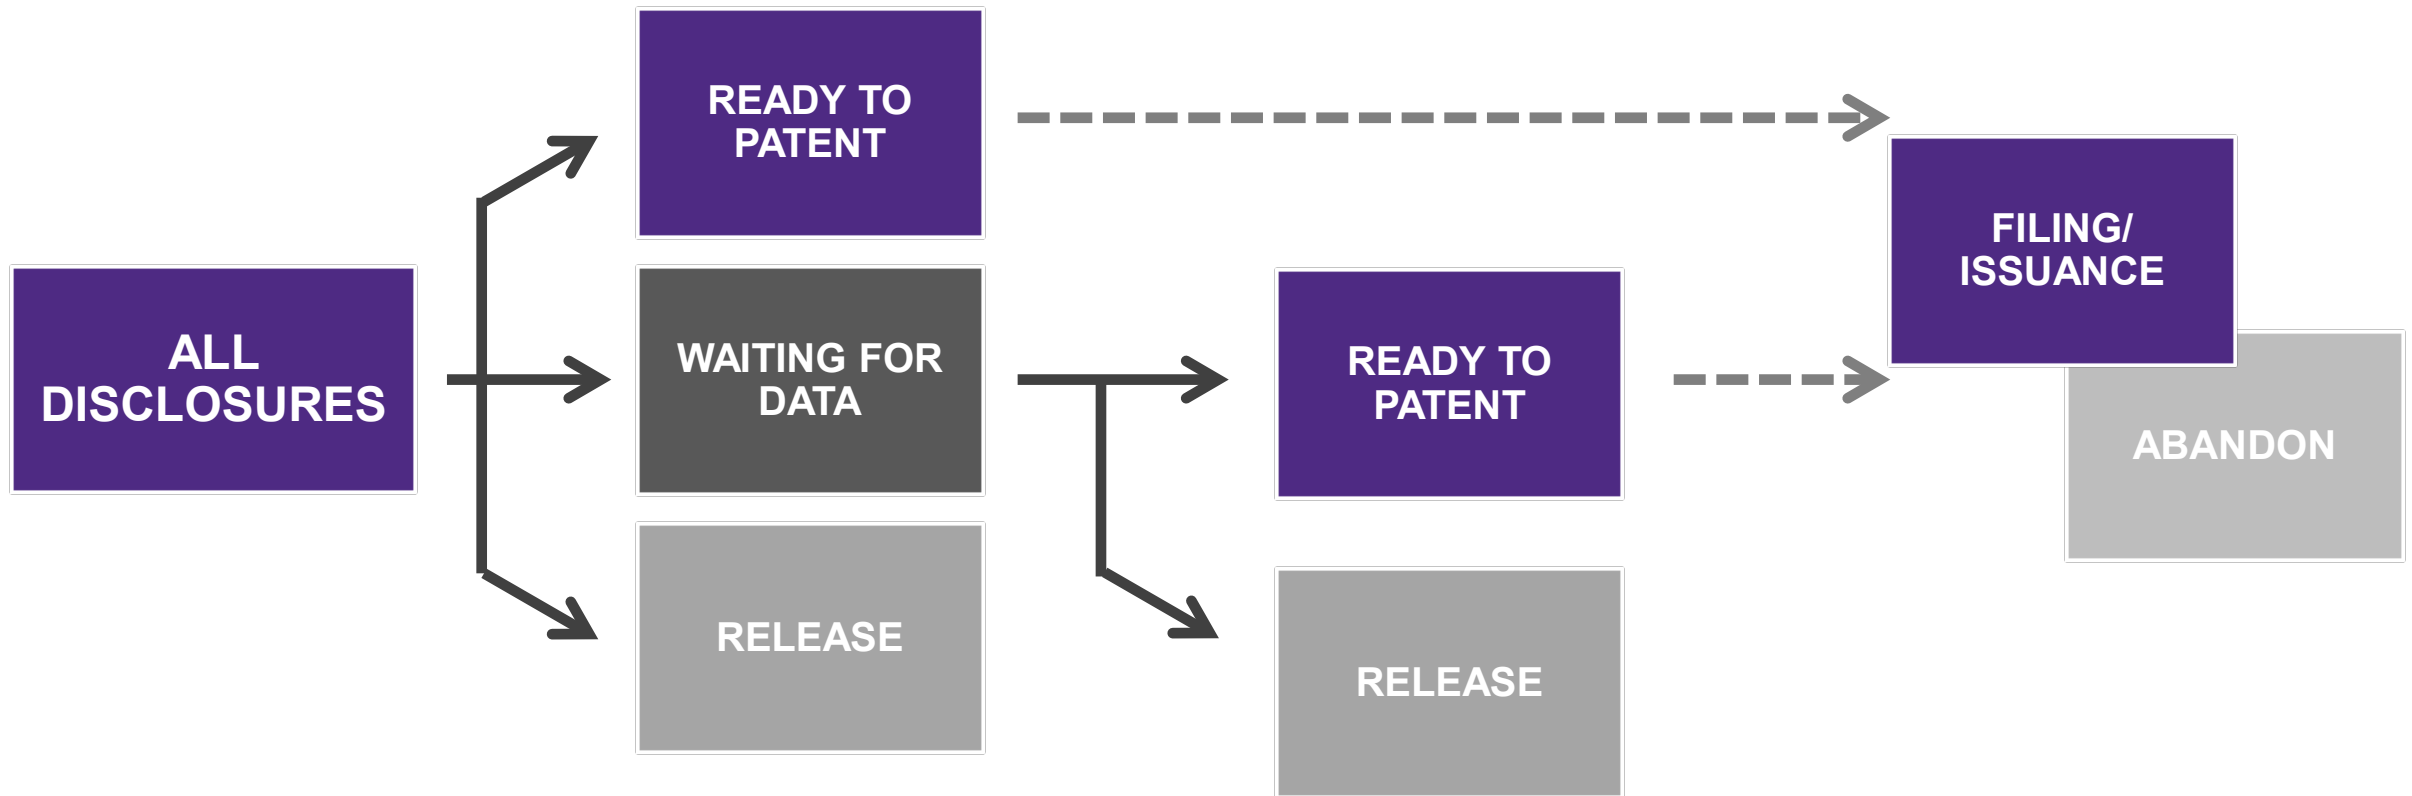 READY TO
PATENT
ALL
DISCLOSURES
WAITING FOR
DATA
RELEASE
READY TO
PATENT
RELEASE
FILING/
ISSUANCE
ABANDON